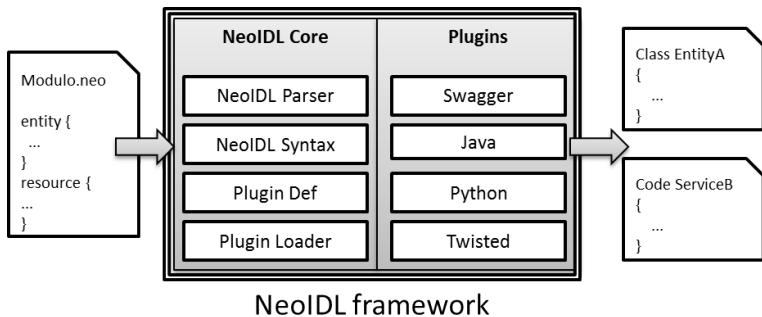 Modulo.neo
entity {
...
}
resource {
...
}
NeoIDL Core
NeoIDL Parser
NeoIDL Syntax
Plugin Def
Plugin Loader
Plugins
Swagger
Java
Python
Twisted
Class EntityA
{
...
}
Code ServiceB
{
...
}
NeoIDL framework